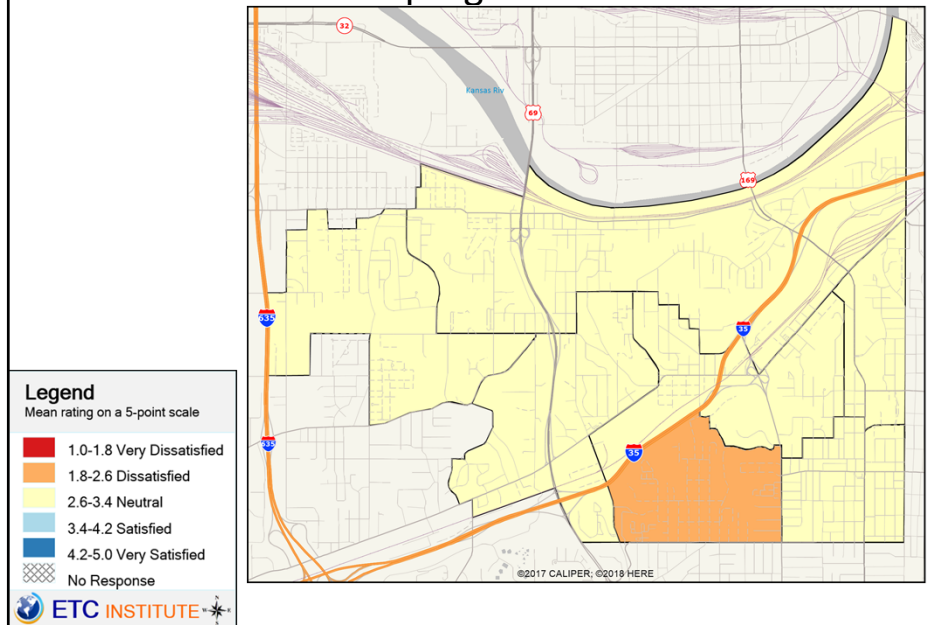 32
Kansas Riv
69
169
635
35
635
35
Legend
Mean rating on a 5-point scale
1.0-1.8 Very Dissatisfied
1.8-2.6 Dissatisfied
2.6-3.4 Neutral
3.4-4.2 Satisfied
4.2-5.0 Very Satisfied
No Response
©2017 CALIPER; ©2018 HERE
ETC INSTITUTE
W E